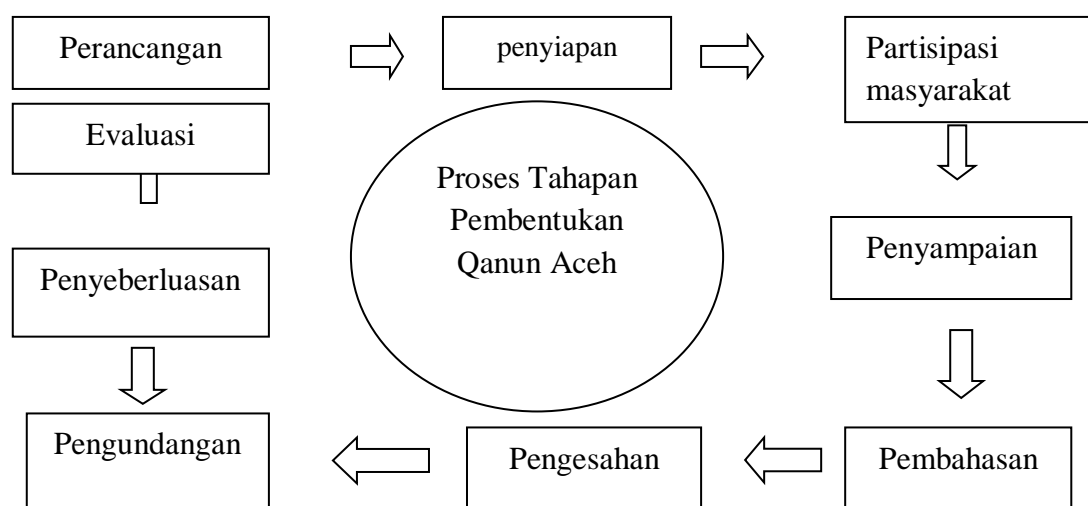 Perancangan
penyiapan
Partisipasi
masyarakat
Evaluasi
Proses Tahapan
Pembentukan
Qanun Aceh
Penyampaian
Penyeberluasan
Pengundangan
Pengesahan
Pembahasan